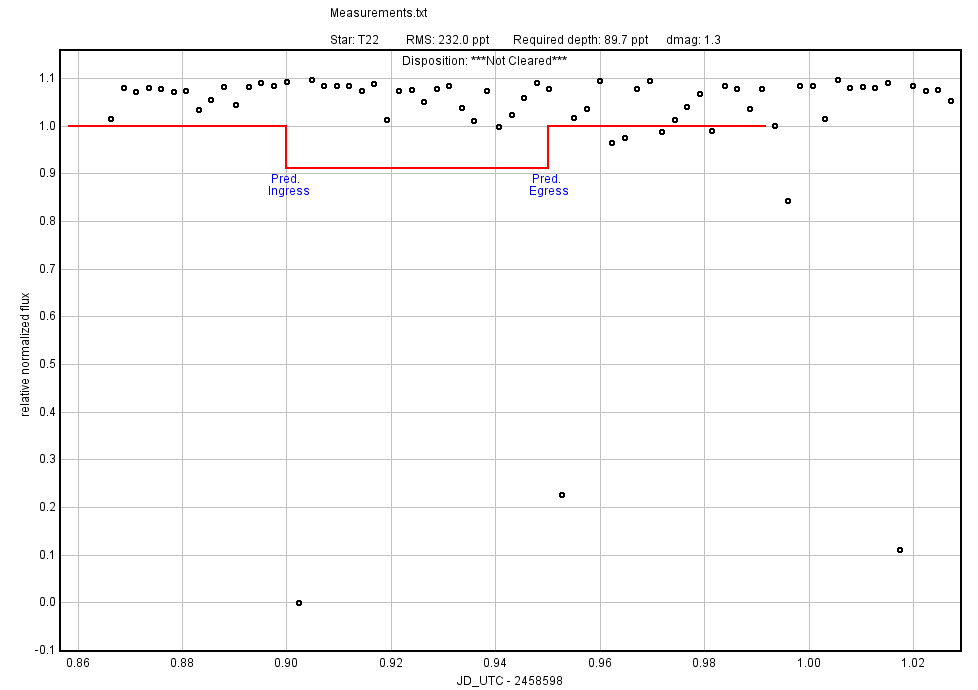 Measurements.txt
Star: T22 RMS: 232.0 ppt Required depth: 89.7 ppt dmag: 1.3
Disposition: ***Not Cleared***
1.1
1.0
0.9
0.8
0.7
0.6
0.5
0.4
0.3
0.2
0.1
0.0
-0.1
relative normalized flux
Pred. Ingress
Pred. Egress
0.86 0.88 0.90 0.92 0.94 0.96 0.98 1.00 1.02
JD_UTC - 2458598